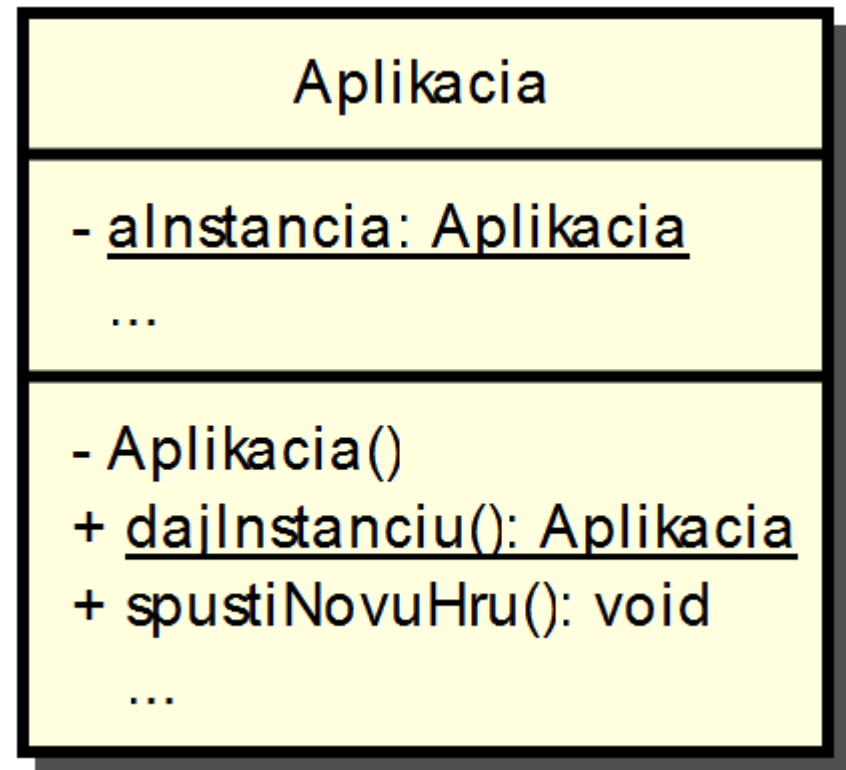 Aplikacia
- aInstancia: Aplikacia
...
- Aplikacia()
+ dajInstanciu(): Aplikacia
+ spustiNovuHru(): void
...